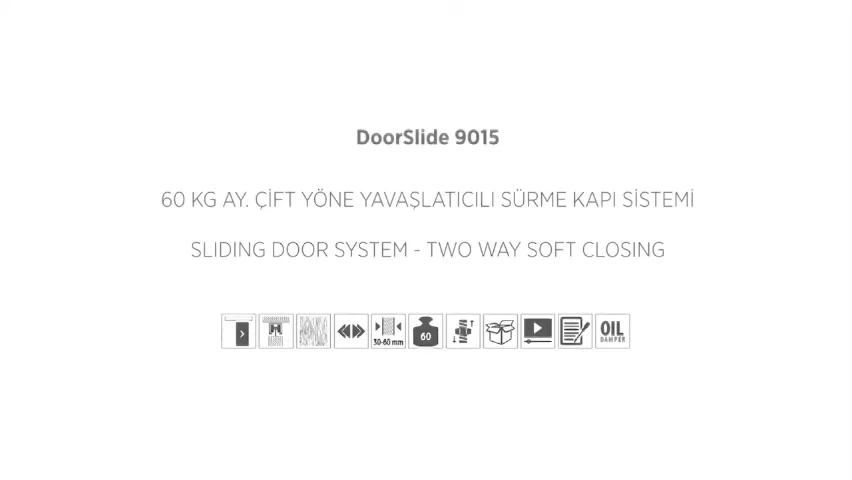 DoorSlide 9015
60 KG AY. ÇİFT YÖNE YAVAŞLATICILI SÜRME KAPI SİSTEMİ
SLIDING DOOR SYSTEM - TWO WAY SOFT CLOSING
30-60 mm
60
OIL
DAMPER